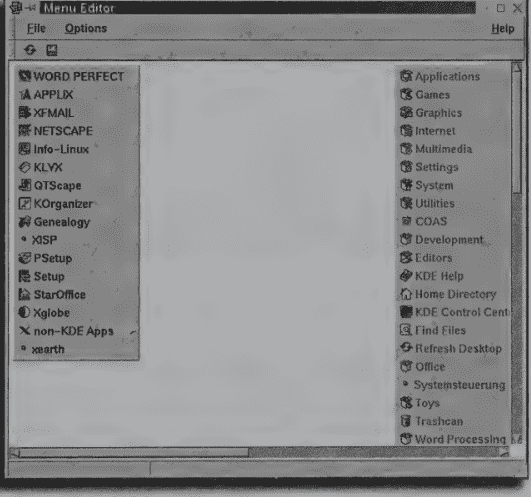 Menu Editor
File Options Help
WORD PERFECT
APPLIX
XFMAIL
NETSCAPE
Info-Linux
KLYX
QTScape
KOrganizer
Genealogy
XISP
PSetup
Setup
StarOffice
Xglobe
non-KDE Apps
xearth
Applications
Games
Graphics
Internet
Multimedia
Settings
System
Utilities
COAS
Development
Editors
KDE Help
Home Directory
KDE Control Cent
Find Files
Refresh Desktop
Office
Systemsteuerung
Toys
Trashcan
Word Processing